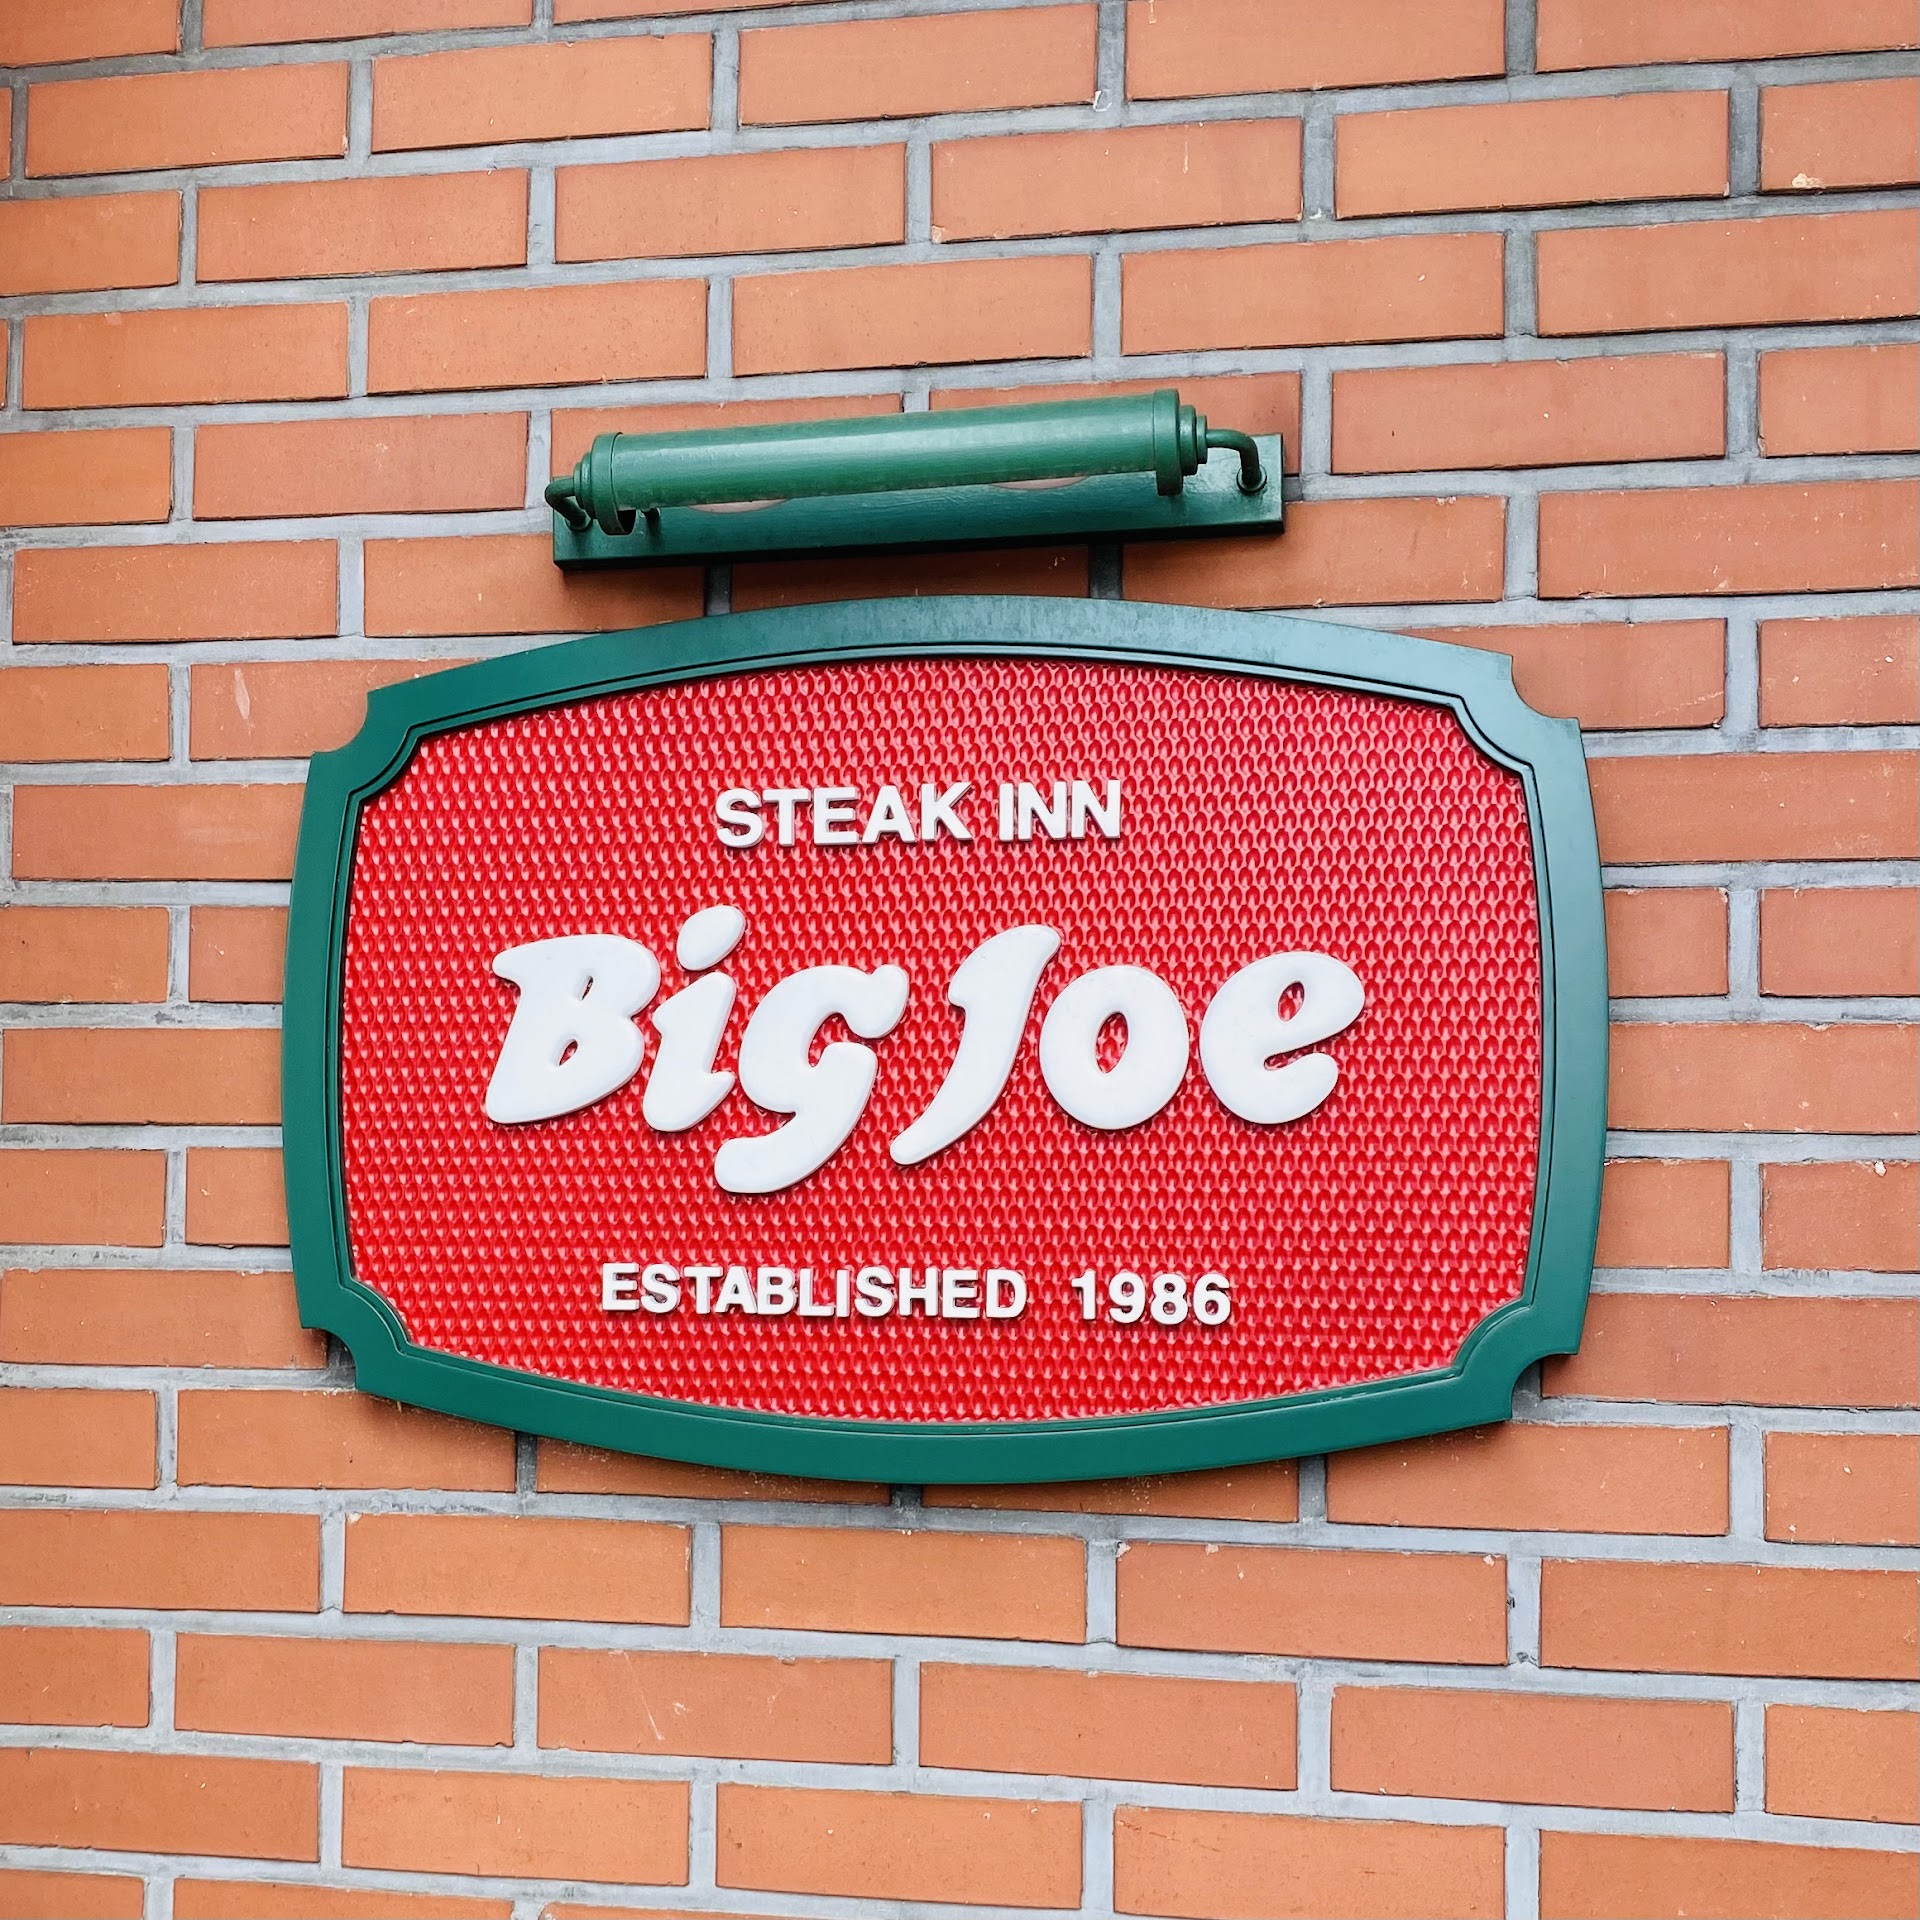 STEAK INN
Big Joe
ESTABLISHED 1986